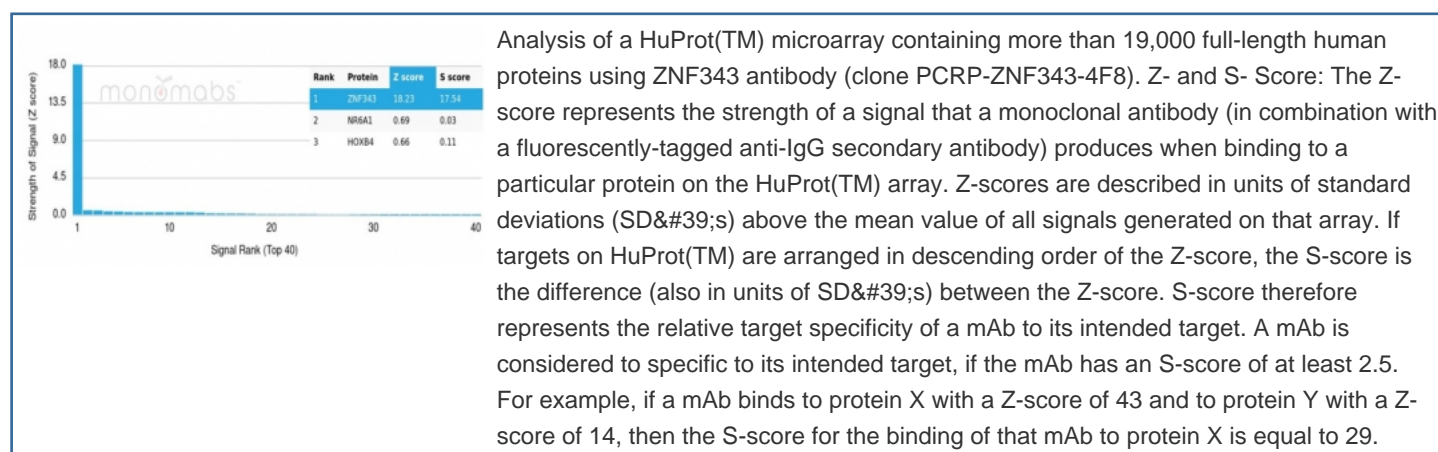 Analysis of a HuProt(TM) microarray containing more than 19,000 full-length human
proteins using ZNF343 antibody (clone PCRP-ZNF343-4F8). Z- and S- Score: The Z-
score represents the strength of a signal that a monoclonal antibody (in combination with
a fluorescently-tagged anti-IgG secondary antibody) produces when binding to a
particular protein on the HuProt(TM) array. Z-scores are described in units of standard
deviations (SD&#39;s) above the mean value of all signals generated on that array. If
targets on HuProt(TM) are arranged in descending order of the Z-score, the S-score is
the difference (also in units of SD&#39;s) between the Z-score. S-score therefore
represents the relative target specificity of a mAb to its intended target. A mAb is
considered to specific to its intended target, if the mAb has an S-score of at least 2.5.
For example, if a mAb binds to protein X with a Z-score of 43 and to protein Y with a Z-
score of 14, then the S-score for the binding of that mAb to protein X is equal to 29.
Strength of Signal (Z score)
18.0
13.5
9.0
4.5
0.0
monomabs
Rank Protein Z score S score
1 ZNF343 18.23 17.54
2 NR6A1 0.69 0.03
3 HOXB4 0.66 0.11
1 10 20 30 40
Signal Rank (Top 40)